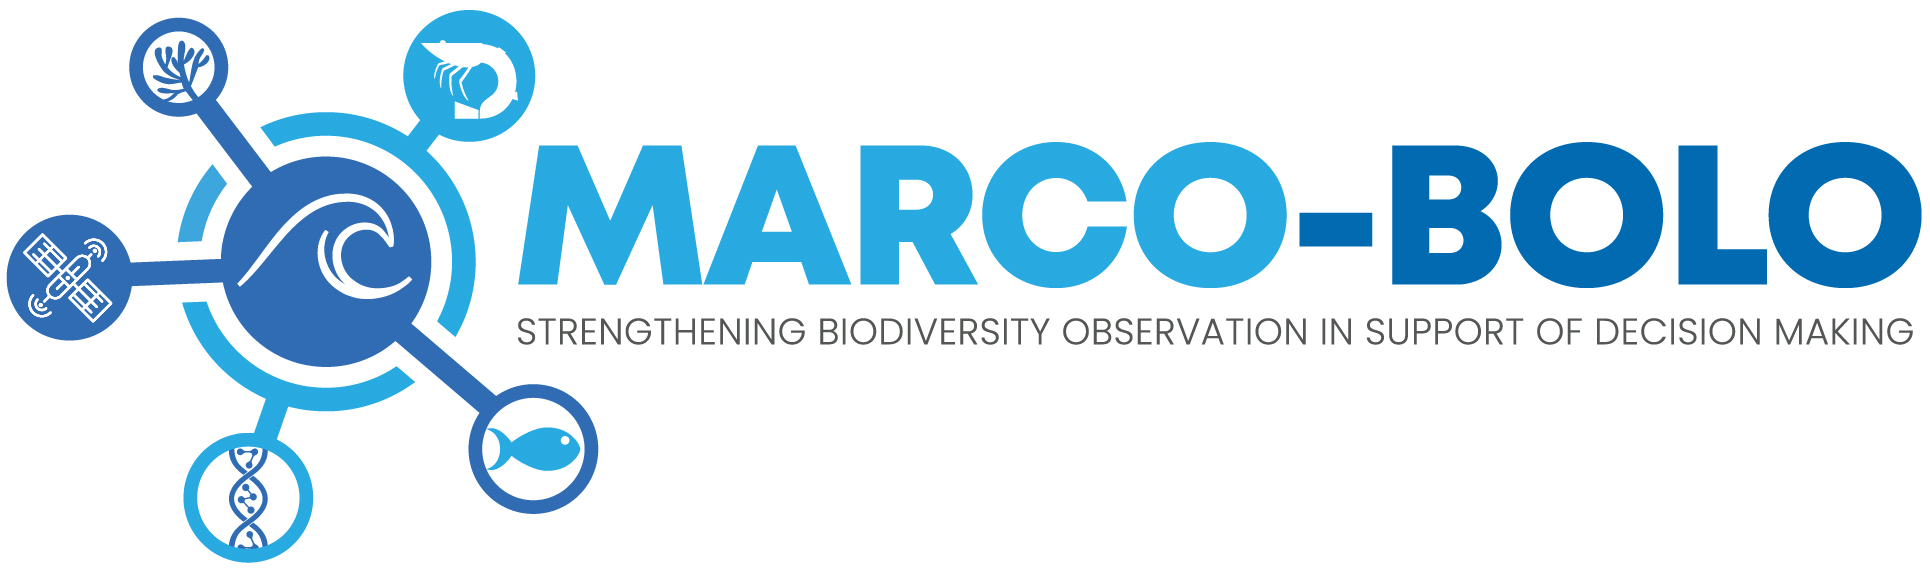 MARCO-BOLO
STRENGTHENING BIODIVERSITY OBSERVATION IN SUPPORT OF DECISION MAKING